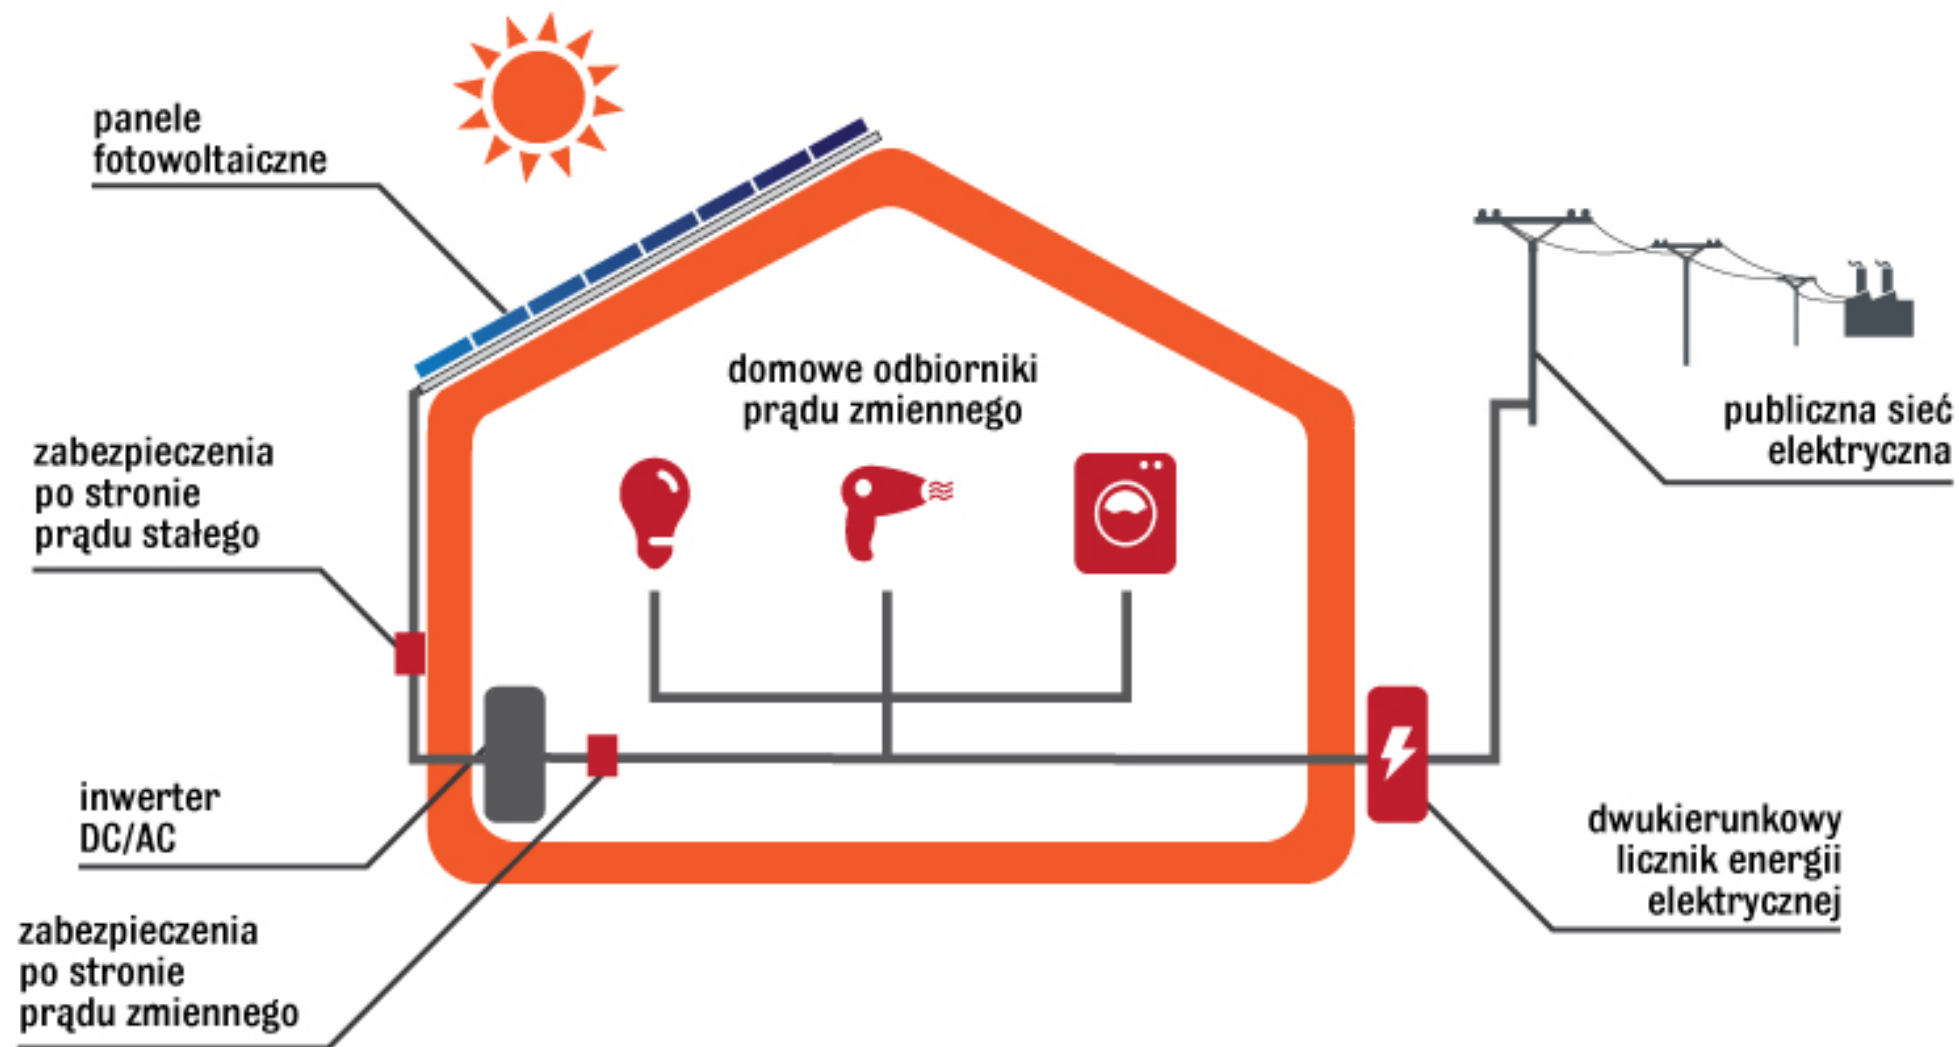 panele
fotowoltaiczne
domowe odbiorniki
prądu zmiennego
publiczna sieć
elektryczna
zabezpieczenia
po stronie
prądu stałego
inwerter
DC/AC
dwukierunkowy
licznik energii
elektrycznej
zabezpieczenia
po stronie
prądu zmiennego